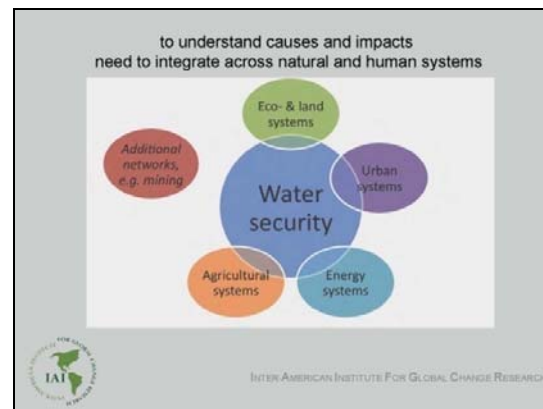 to understand causes and impacts
need to integrate across natural and human systems
Eco- & land
systems
Additional
networks,
e.g. mining
Urban
systems
Water
security
Agricultural
systems
Energy
systems
IAI
INTER-AMERICAN INSTITUTE FOR GLOBAL CHANGE RESEARCH